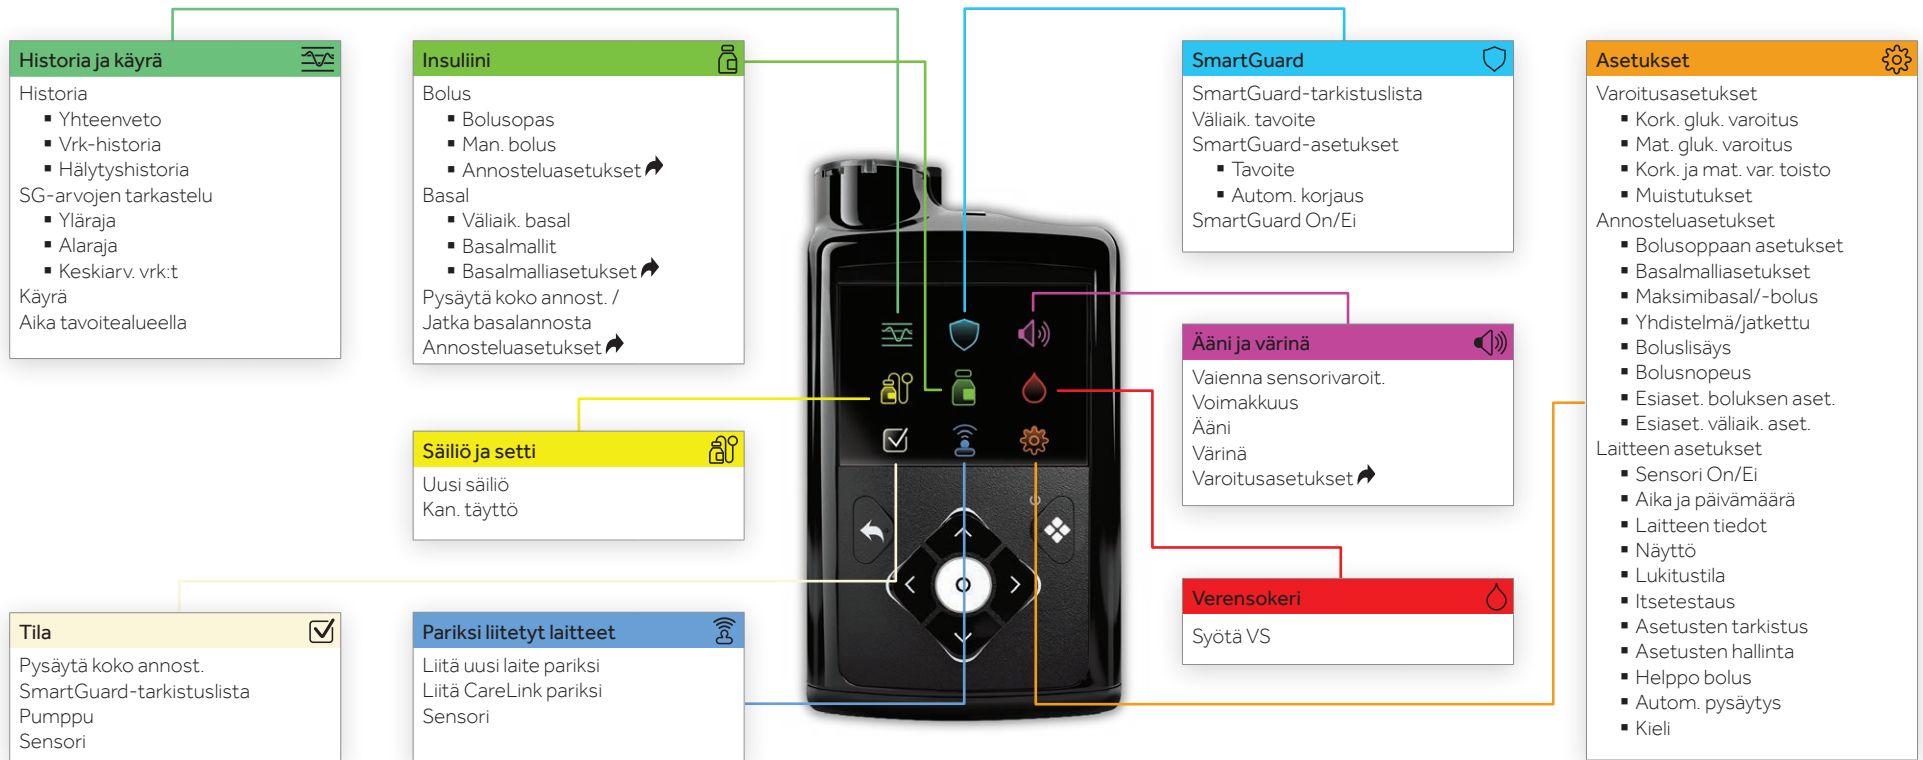 Historia ja käyrä
Historia
▪ Yhteenveto
▪ Vrk-historia
▪ Hälytyshistoria
SG-arvojen tarkastelu
▪ Yläraja
▪ Alaraja
▪ Keskiarv. vrk:t
Käyrä
Aika tavoitealueella
Insuliini
Bolus
▪ Bolusopas
▪ Man. bolus
▪ Annosteluasetukset
Basal
▪ Väliaik. basal
▪ Basalmallit
▪ Basalmalliasetukset
Pysäytä koko annost. /
Jatka basalannosta
Annosteluasetukset
Säiliö ja setti
Uusi säiliö
Kan. täyttö
Tila
Pysäytä koko annost.
SmartGuard-tarkistuslista
Pumppu
Sensori
Pariksi liitetyt laitteet
Liitä uusi laite pariksi
Liitä CareLink pariksi
Sensori
SmartGuard
SmartGuard-tarkistuslista
Väliaik. tavoite
SmartGuard-asetukset
▪ Tavoite
▪ Autom. korjaus
SmartGuard On/Ei
Ääni ja värinä
Vaienna sensorivaroit.
Voimakkuus
Ääni
Värinä
Varoitusasetukset
Verensokeri
Syötä VS
Asetukset
Varoitusasetukset
▪ Kork. gluk. varoitus
▪ Mat. gluk. varoitus
▪ Kork. ja mat. var. toisto
▪ Muistutukset
Annosteluasetukset
▪ Bolusoppaan asetukset
▪ Basalmalliasetukset
▪ Maksimibasal/-bolus
▪ Yhdistelmä/jatkettu
▪ Boluslisäys
▪ Bolusnopeus
▪ Esiaset. boluksen aset.
▪ Esiaset. väliaik. aset.
Laitteen asetukset
▪ Sensori On/Ei
▪ Aika ja päivämäärä
▪ Laitteen tiedot
▪ Näyttö
▪ Lukitustila
▪ Itsetestaus
▪ Asetusten tarkistus
▪ Asetusten hallinta
▪ Helppo bolus
▪ Autom. pysäytys
▪ Kieli